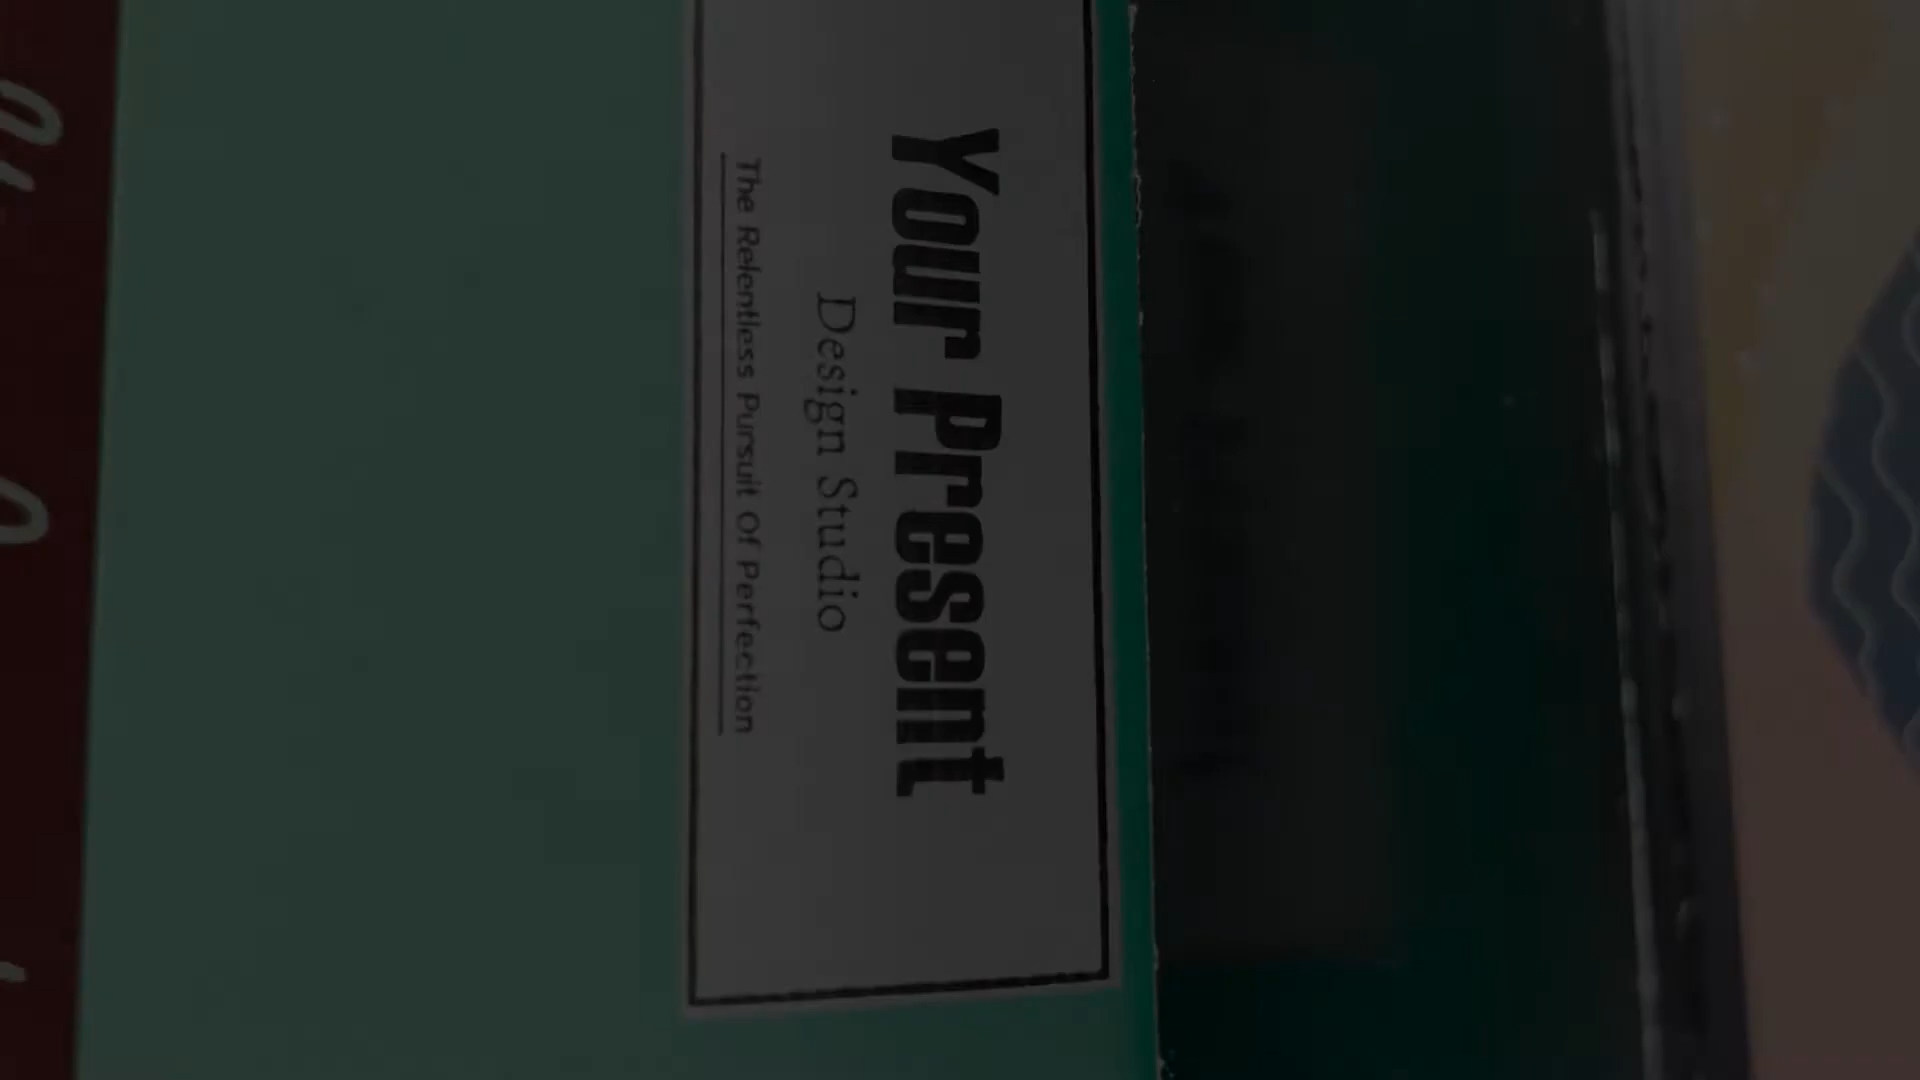 Your Present
Design Studio
The Relentless Pursuit Of Perfection